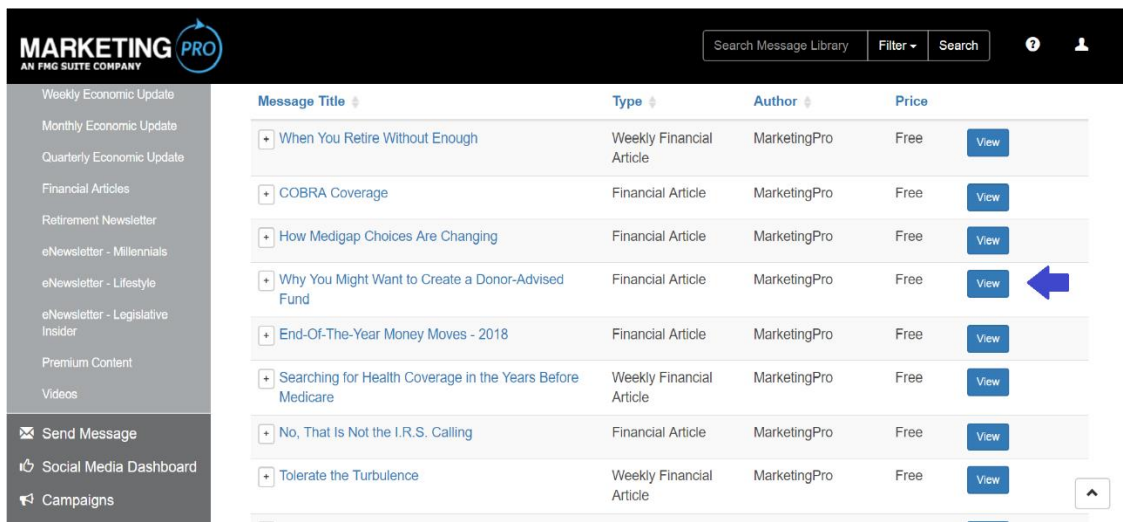 MARKETING PRO
AN FMG SUITE COMPANY
Search Message Library Filter Search
Weekly Economic Update
Monthly Economic Update
Quarterly Economic Update
Financial Articles
Retirement Newsletter
eNewsletter - Millennials
eNewsletter - Lifestyle
eNewsletter - Legislative
Insider
Premium Content
Videos
Send Message
Social Media Dashboard
Campaigns
Message Title Type Author Price
When You Retire Without Enough Weekly Financial MarketingPro Free View
Article
COBRA Coverage Financial Article MarketingPro Free View
How Medigap Choices Are Changing Financial Article MarketingPro Free View
Why You Might Want to Create a Donor-Advised Financial Article MarketingPro Free View
Fund
End-Of-The-Year Money Moves - 2018 Financial Article MarketingPro Free View
Searching for Health Coverage in the Years Before Weekly Financial MarketingPro Free View
Medicare Article
No, That Is Not the I.R.S. Calling Financial Article MarketingPro Free View
Tolerate the Turbulence Weekly Financial MarketingPro Free View
Article